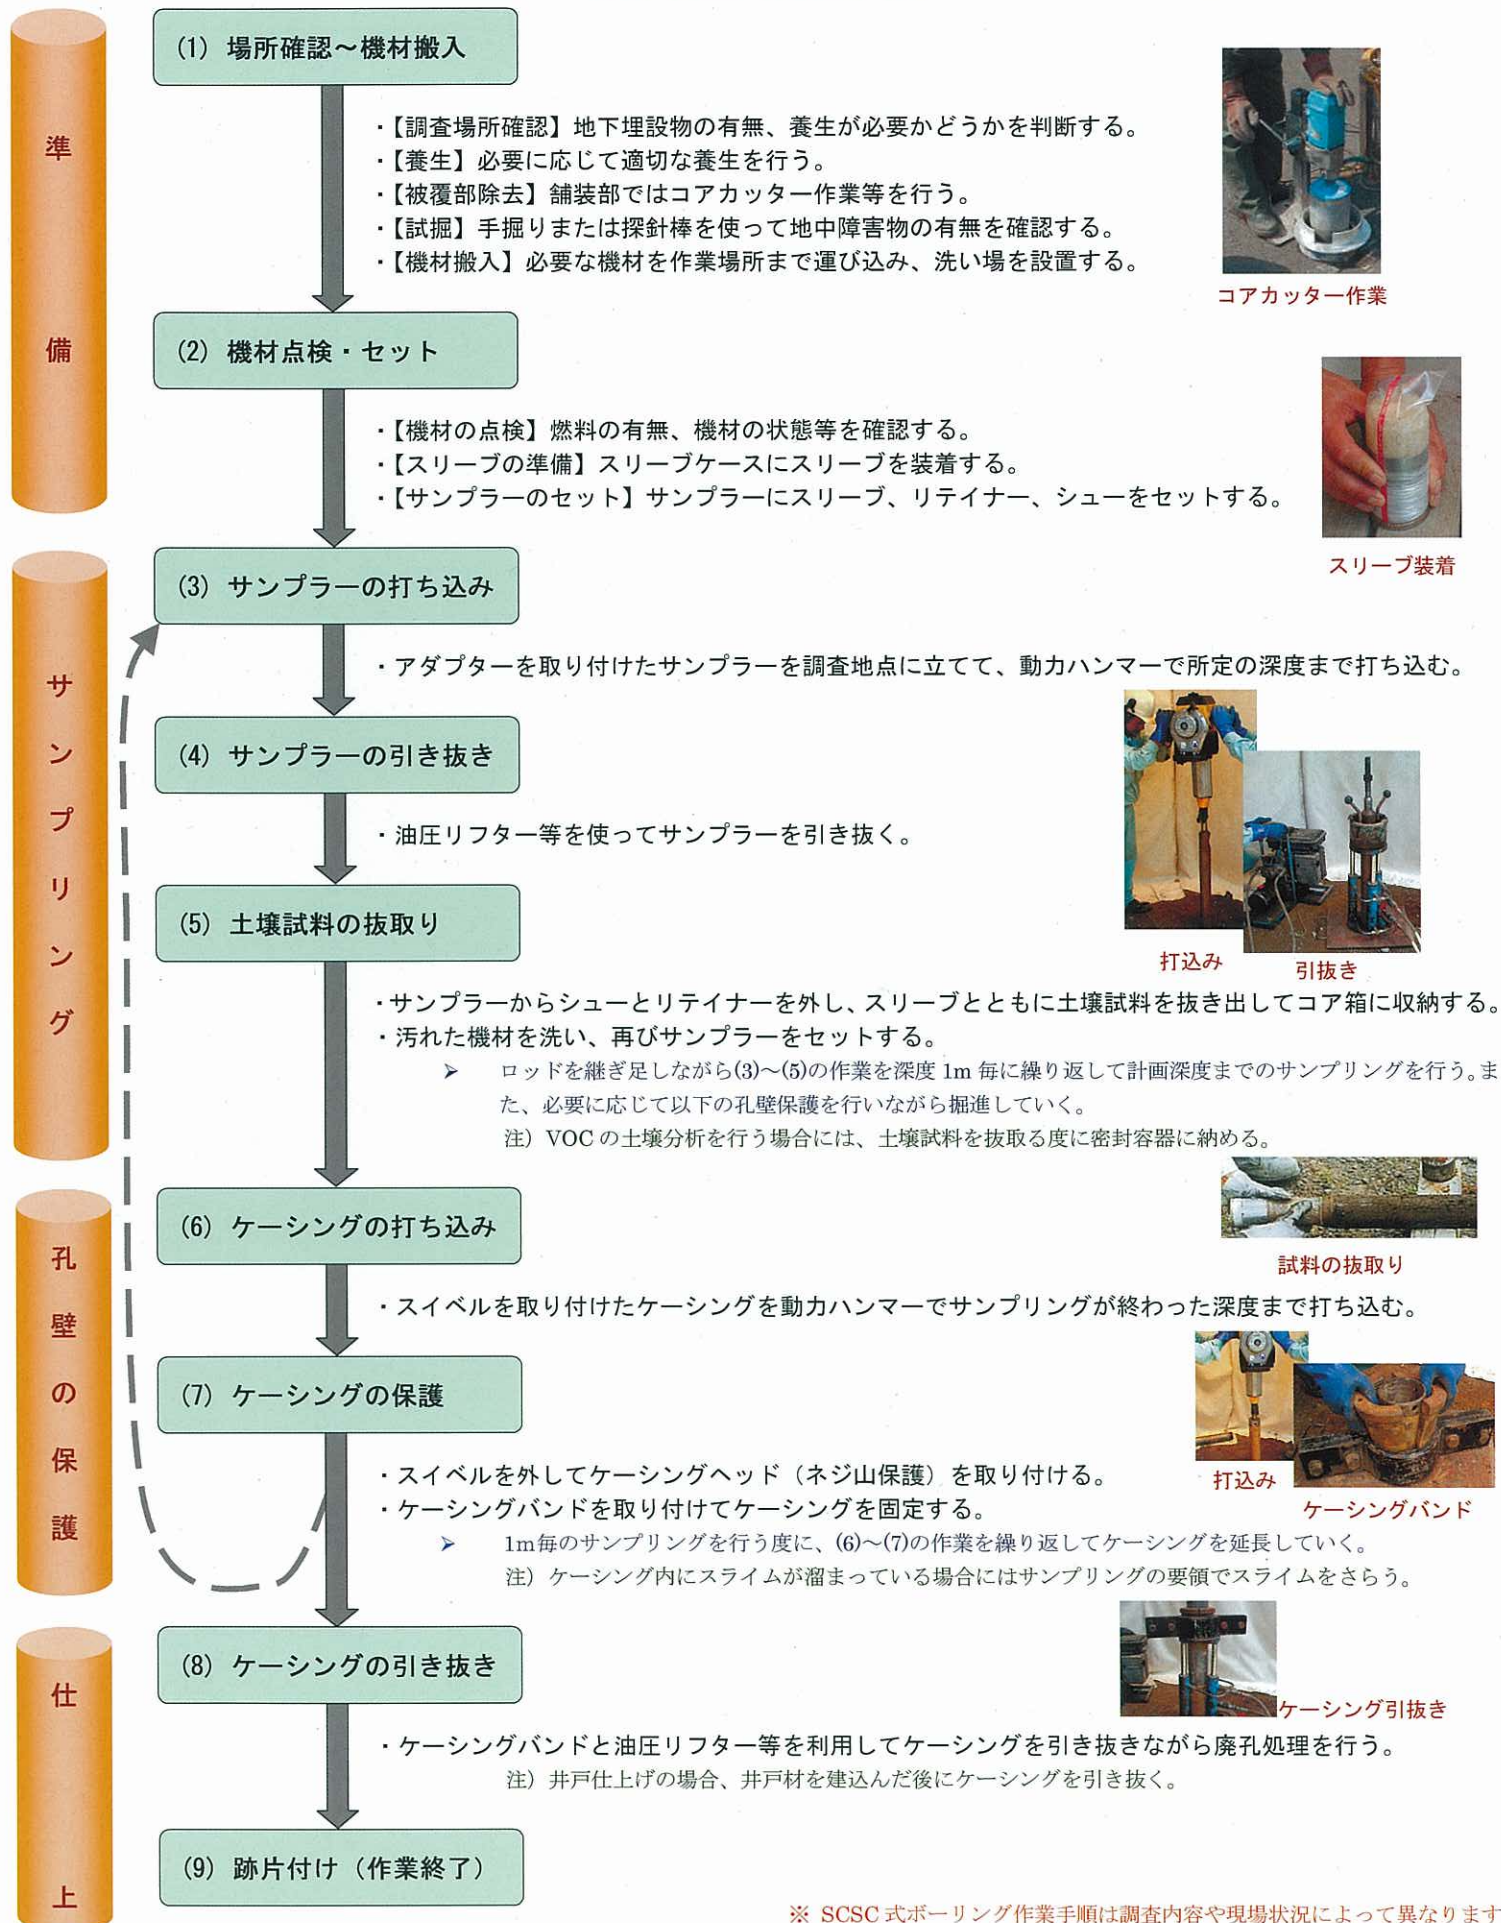 準備
(1) 場所確認～機材搬入
・【調査場所確認】地下埋設物の有無、養生が必要かどうかを判断する。
・【養生】必要に応じて適切な養生を行う。
・【被覆部除去】舗装部ではコアカッター作業等を行う。
・【試掘】手掘りまたは探針棒を使って地中障害物の有無を確認する。
・【機材搬入】必要な機材を作業場所まで運び込み、洗い場を設置する。
コアカッター作業
(2) 機材点検・セット
・【機材の点検】燃料の有無、機材の状態等を確認する。
・【スリーブの準備】スリーブケースにスリーブを装着する。
・【サンプラーのセット】サンプラーにスリーブ、リテイナー、シューをセットする。
スリーブ装着
サンプリング
(3) サンプラーの打ち込み
・アダプターを取り付けたサンプラーを調査地点に立てて、動力ハンマーで所定の深度まで打ち込む。
(4) サンプラーの引き抜き
・油圧リフター等を使ってサンプラーを引き抜く。
打込み
引抜き
(5) 土壌試料の抜取り
・サンプラーからシューとリテイナーを外し、スリーブとともに土壌試料を抜き出してコア箱に収納する。
・汚れた機材を洗い、再びサンプラーをセットする。
➢ ロッドを継ぎ足しながら(3)～(5)の作業を深度 1m 毎に繰り返して計画深度までのサンプリングを行う。ま
た、必要に応じて以下の孔壁保護を行いながら掘進していく。
注）VOC の土壌分析を行う場合には、土壌試料を抜取る度に密封容器に納める。
試料の抜取り
孔壁の保護
(6) ケーシングの打ち込み
・スイベルを取り付けたケーシングを動力ハンマーでサンプリングが終わった深度まで打ち込む。
(7) ケーシングの保護
・スイベルを外してケーシングヘッド（ネジ山保護）を取り付ける。
・ケーシングバンドを取り付けてケーシングを固定する。
打込み
ケーシングバンド
➢ 1m毎のサンプリングを行う度に、(6)～(7)の作業を繰り返してケーシングを延長していく。
注）ケーシング内にスライムが溜まっている場合にはサンプリングの要領でスライムをさらう。
仕上
(8) ケーシングの引き抜き
ケーシング引抜き
・ケーシングバンドと油圧リフター等を利用してケーシングを引き抜きながら廃孔処理を行う。
注）井戸仕上げの場合、井戸材を建込んだ後にケーシングを引き抜く。
(9) 跡片付け（作業終了）
※ SCSC 式ボーリング作業手順は調査内容や現場状況によって異なります